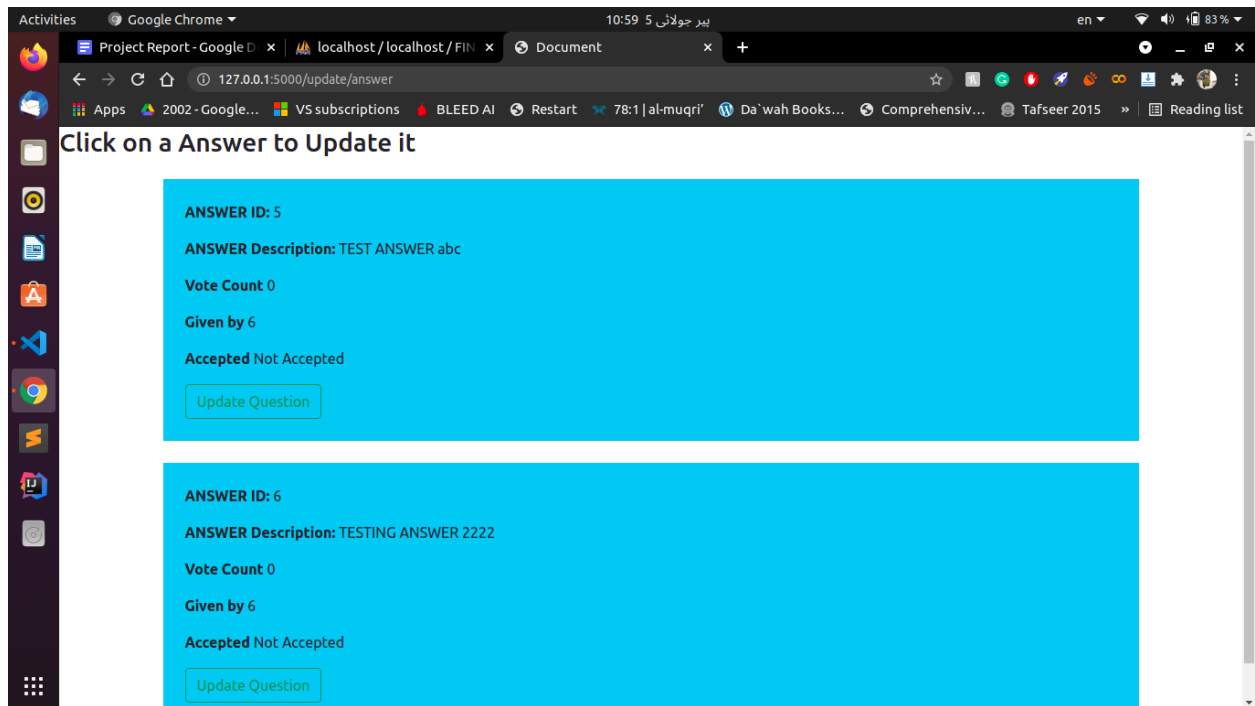 Activities Google Chrome پیر جولائی 5 10:59 en 83 %
Project Report - Google D localhost / localhost / FIN Document
127.0.0.1:5000/update/answer
Apps 2002 - Google... VS subscriptions BLEED AI Restart 78:1 | al-muqri' Da`wah Books... Comprehensiv... Tafseer 2015 » Reading list
Click on a Answer to Update it
ANSWER ID: 5
ANSWER Description: TEST ANSWER abc
Vote Count 0
Given by 6
Accepted Not Accepted
Update Question
ANSWER ID: 6
ANSWER Description: TESTING ANSWER 2222
Vote Count 0
Given by 6
Accepted Not Accepted
Update Question